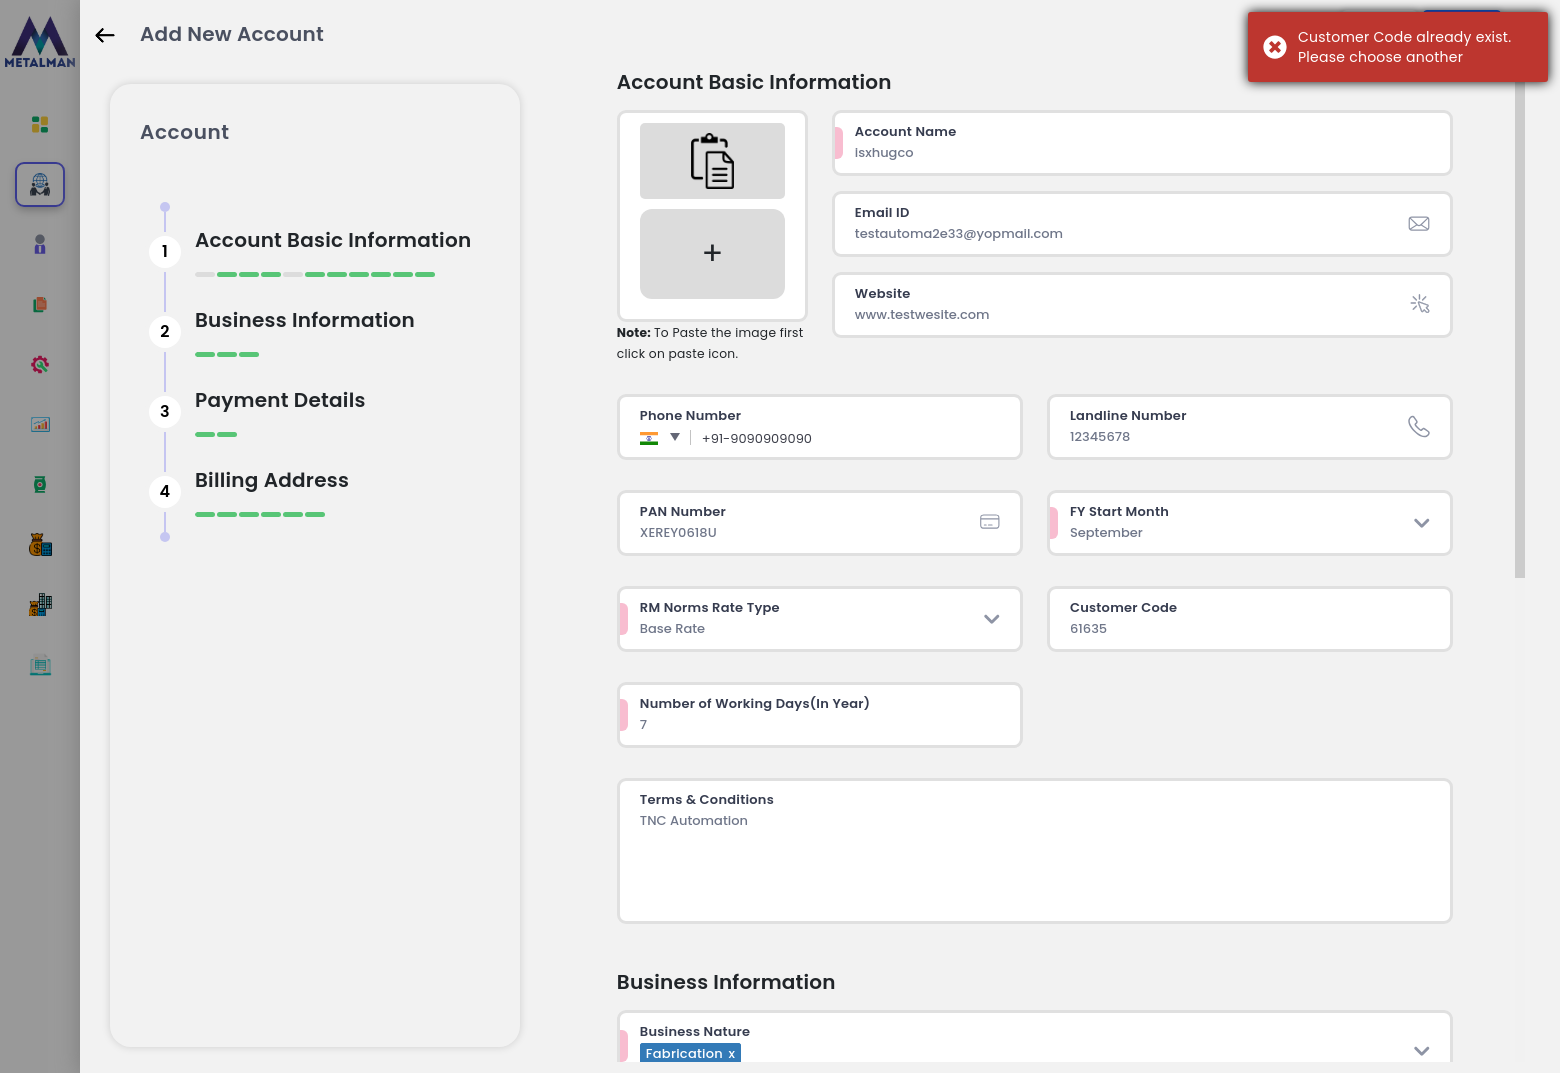 METALMAN
Add New Account
Customer Code already exist.
Please choose another
Account
1
Account Basic Information
2
Business Information
3
Payment Details
4
Billing Address
Account Basic Information
+
Note: To Paste the image first
click on paste icon.
Account Name
lsxhugco
Email ID
testautoma2e33@yopmail.com
Website
www.testwesite.com
Phone Number
+91-9090909090
Landline Number
12345678
PAN Number
XEREY0618U
FY Start Month
September
RM Norms Rate Type
Base Rate
Customer Code
61635
Number of Working Days(In Year)
7
Terms & Conditions
TNC Automation
Business Information
Business Nature
Fabrication x